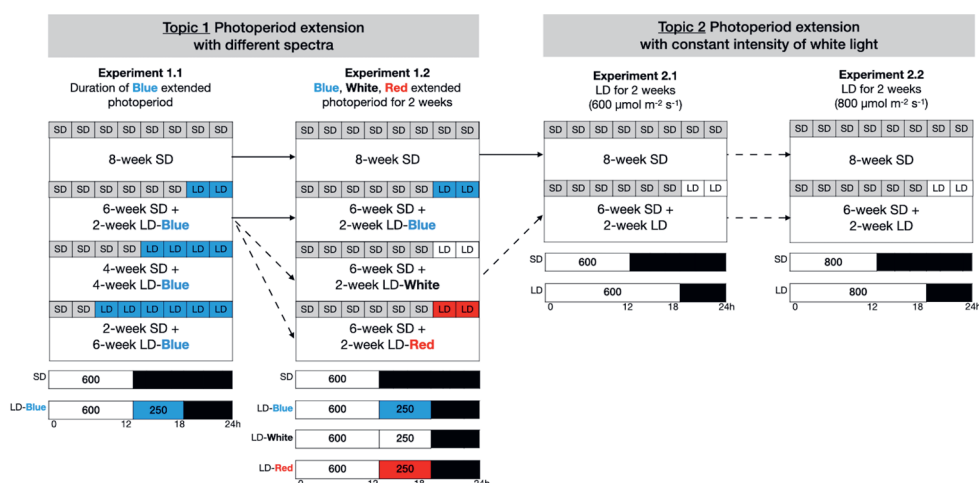 Topic 1 Photoperiod extension
with different spectra
Topic 2 Photoperiod extension
with constant intensity of white light
Experiment 1.1
Duration of Blue extended
photoperiod
SD SD SD SD SD SD SD SD
8-week SD
SD SD SD SD SD SD LD LD
6-week SD +
2-week LD-Blue
SD SD SD SD LD LD LD LD
4-week SD +
4-week LD-Blue
SD SD LD LD LD LD LD LD
2-week SD +
6-week LD-Blue
SD 600
LD-Blue 600 250
0 12 18 24h
Experiment 1.2
Blue, White, Red extended
photoperiod for 2 weeks
SD SD SD SD SD SD SD SD
8-week SD
SD SD SD SD SD SD LD LD
6-week SD +
2-week LD-Blue
SD SD SD SD SD SD LD LD
6-week SD +
2-week LD-White
SD SD SD SD SD SD LD LD
6-week SD +
2-week LD-Red
SD 600
LD-Blue 600 250
LD-White 600 250
LD-Red 600 250
0 12 18 24h
Experiment 2.1
LD for 2 weeks
(600 µmol m⁻² s⁻¹)
SD SD SD SD SD SD SD SD
8-week SD
SD SD SD SD SD SD LD LD
6-week SD +
2-week LD
SD 600
LD 600
0 12 18 24h
Experiment 2.2
LD for 2 weeks
(800 µmol m⁻² s⁻¹)
SD SD SD SD SD SD SD SD
8-week SD
SD SD SD SD SD SD LD LD
6-week SD +
2-week LD
SD 800
LD 800
0 12 18 24h